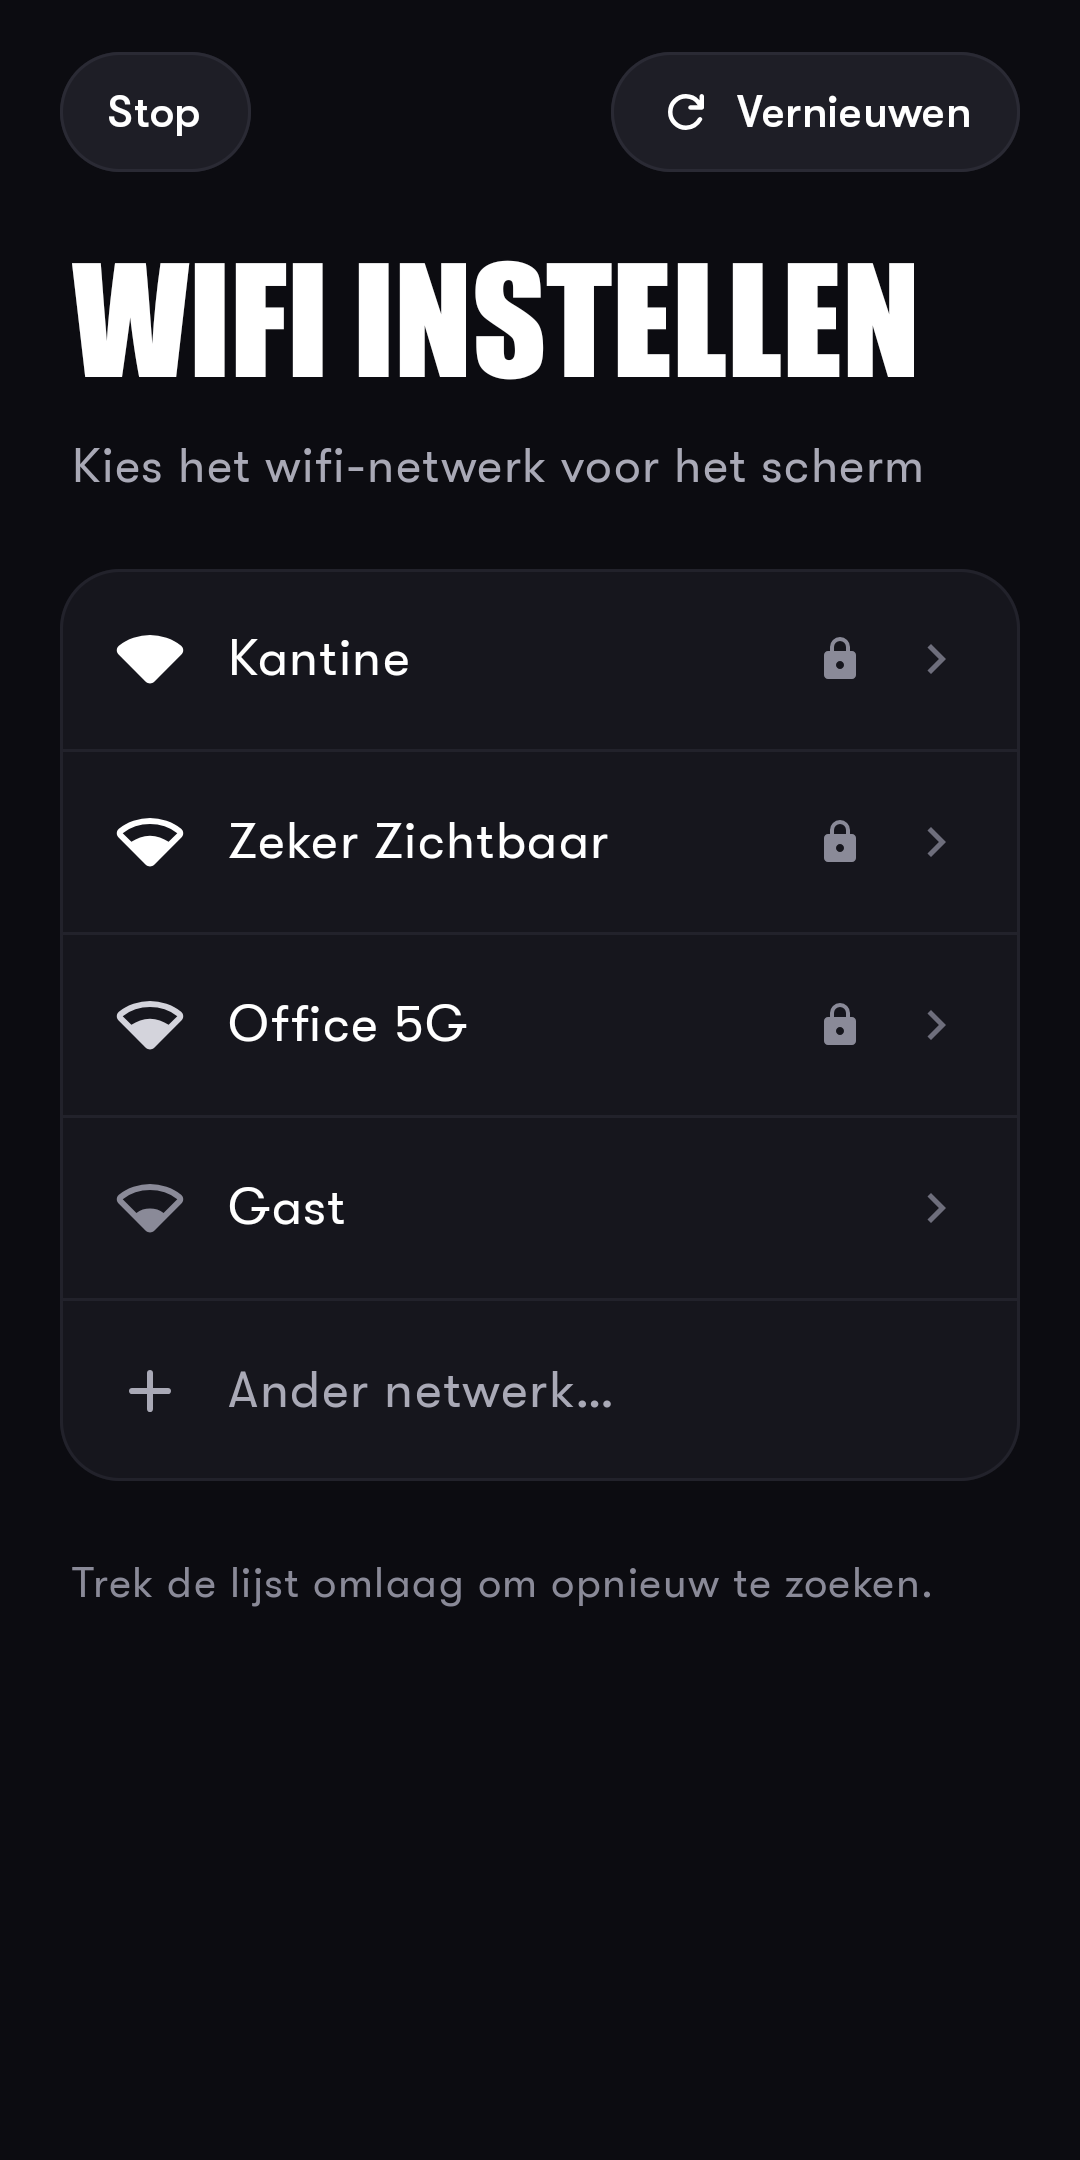 Stop
Vernieuwen
WIFI INSTELLEN
Kies het wifi-netwerk voor het scherm
Kantine
Zeker Zichtbaar
Office 5G
Gast
Ander netwerk...
Trek de lijst omlaag om opnieuw te zoeken.